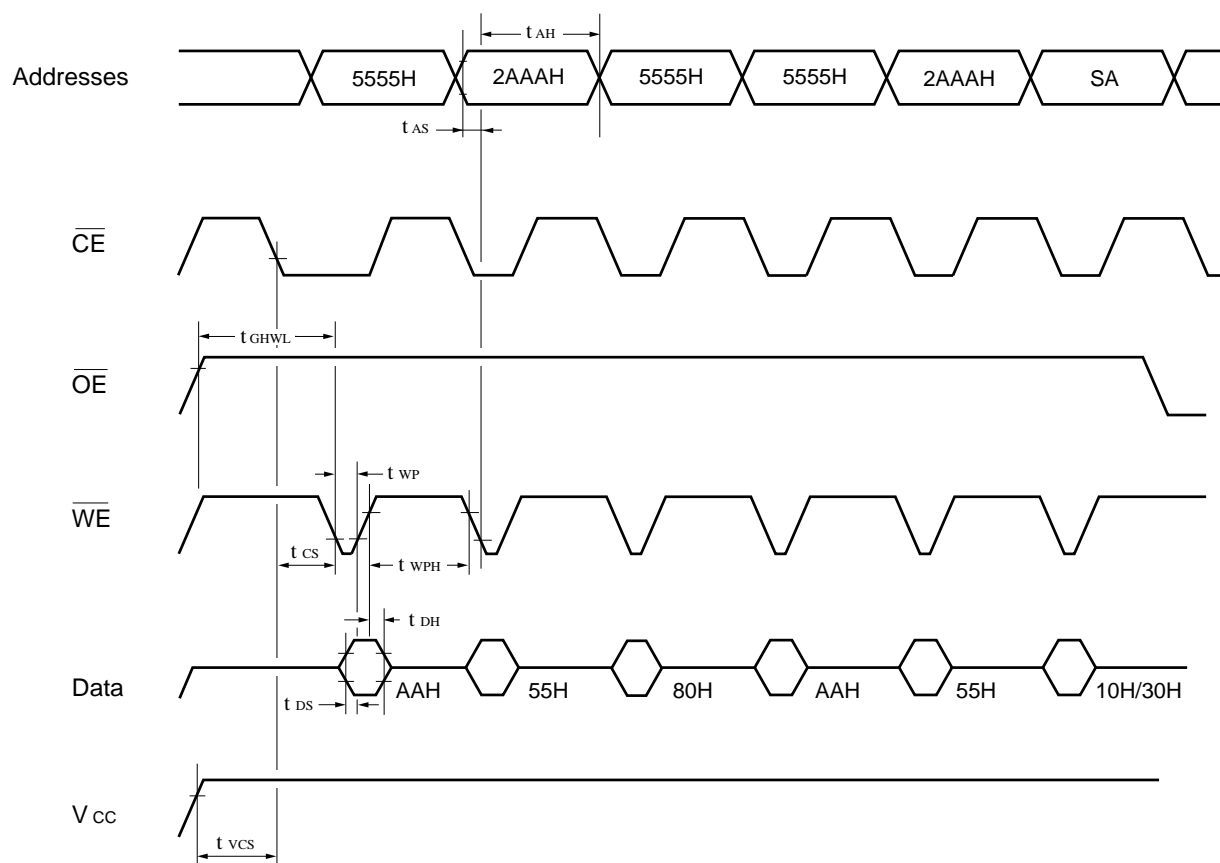 t AH
Addresses 5555H 2AAAH 5555H 5555H 2AAAH SA
t AS
CE
t GHWL
OE
t WP
WE
t CS t WPH
t DH
Data AAH 55H 80H AAH 55H 10H/30H
t DS
V CC
t VCS